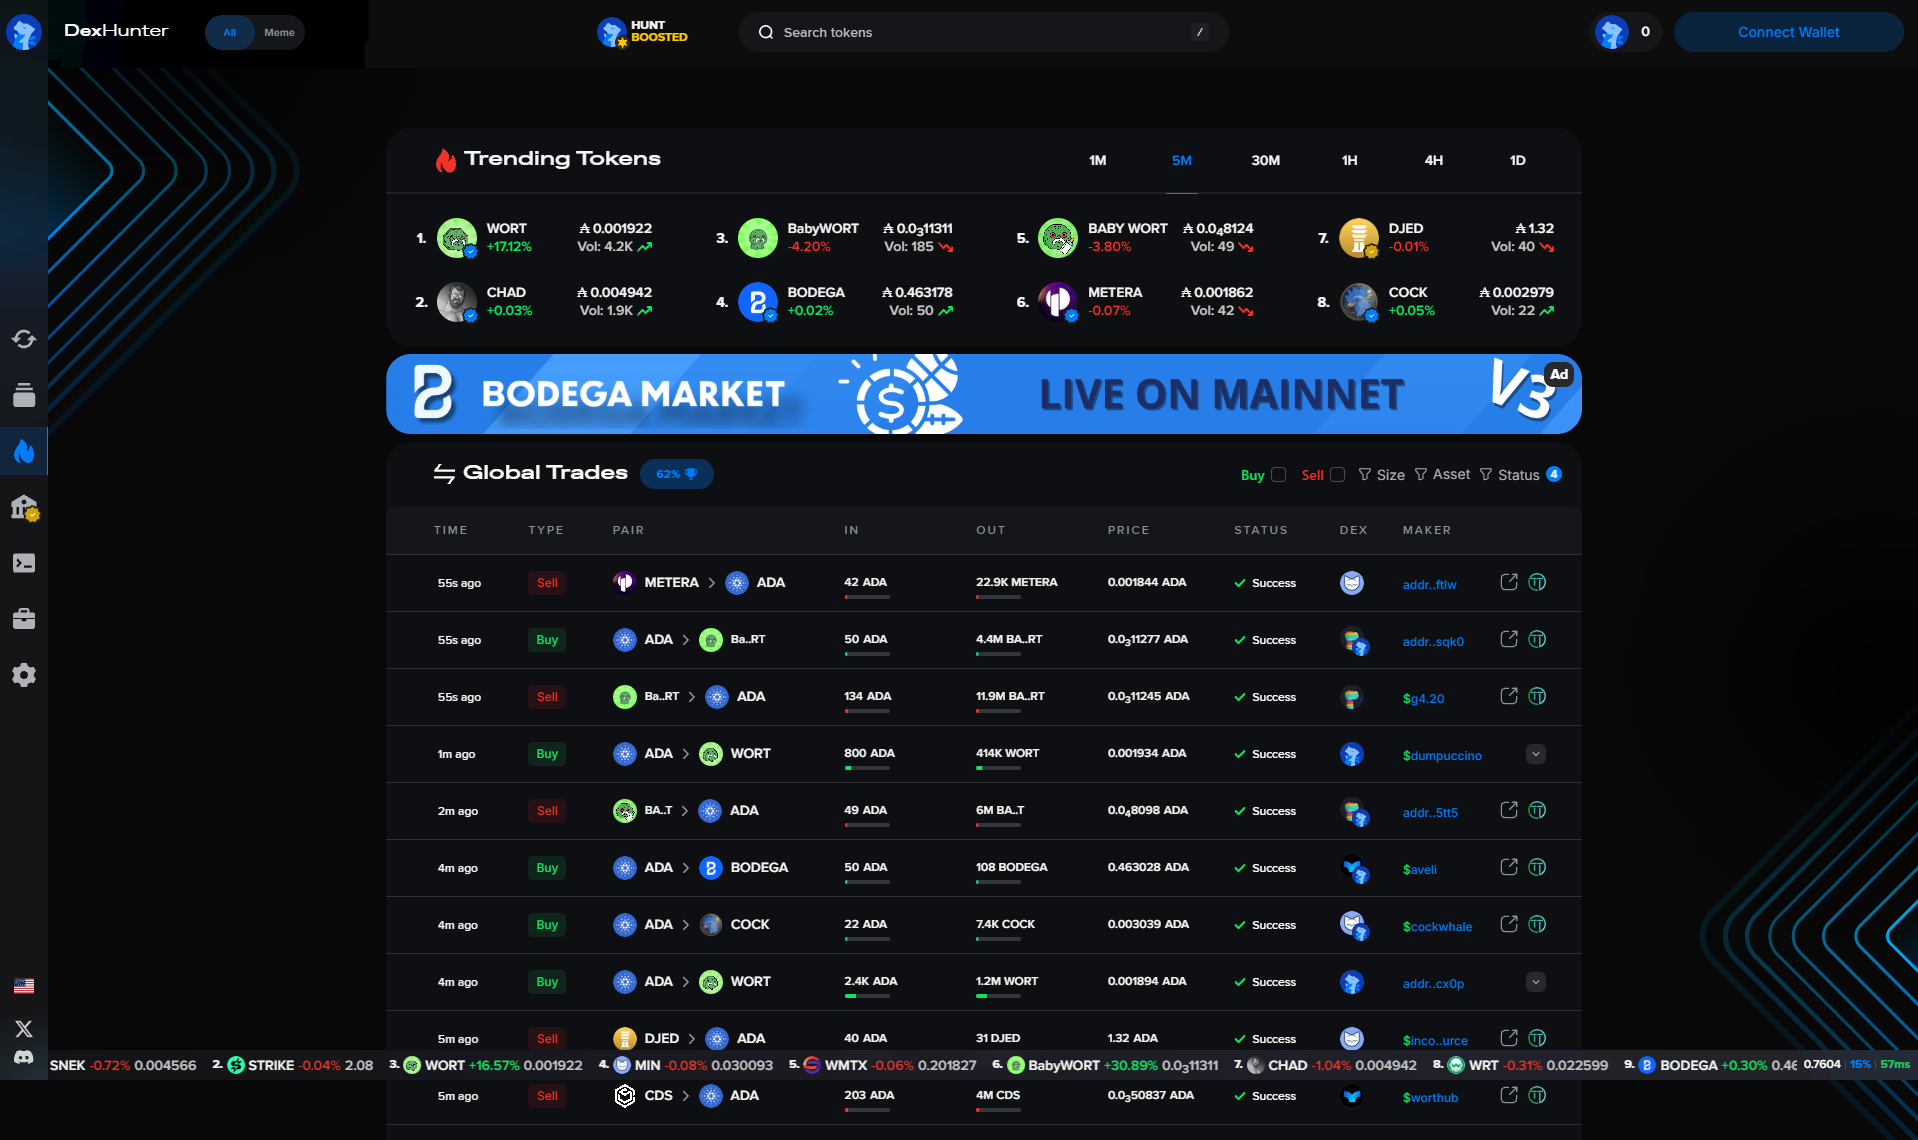 DexHunter
All
Meme
HUNT
BOOSTED
Search tokens
/
0
Connect Wallet
Trending Tokens
1M
5M
30M
1H
4H
1D
1. WORT ₳ 0.001922
+17.12% Vol: 4.2K
3. BabyWORT ₳ 0.0₃11311
-4.20% Vol: 185
5. BABY WORT ₳ 0.0₄8124
-3.80% Vol: 49
7. DJED ₳ 1.32
-0.01% Vol: 40
2. CHAD ₳ 0.004942
+0.03% Vol: 1.9K
4. BODEGA ₳ 0.463178
+0.02% Vol: 50
6. METERA ₳ 0.001862
-0.07% Vol: 42
8. COCK ₳ 0.002979
+0.05% Vol: 22
BODEGA MARKET
LIVE ON MAINNET
V3
Ad
Global Trades
62%
Buy
Sell
Size
Asset
Status 4
TIME TYPE PAIR IN OUT PRICE STATUS DEX MAKER
55s ago Sell METERA > ADA 42 ADA 22.9K METERA 0.001844 ADA Success addr..ftlw
55s ago Buy ADA > Ba..RT 50 ADA 4.4M BA..RT 0.0₃11277 ADA Success addr..sqk0
55s ago Sell Ba..RT > ADA 134 ADA 11.9M BA..RT 0.0₃11245 ADA Success $g4.20
1m ago Buy ADA > WORT 800 ADA 414K WORT 0.001934 ADA Success $dumpuccino
2m ago Sell BA..T > ADA 49 ADA 6M BA..T 0.0₄8098 ADA Success addr..5tt5
4m ago Buy ADA > BODEGA 50 ADA 108 BODEGA 0.463028 ADA Success $aveli
4m ago Buy ADA > COCK 22 ADA 7.4K COCK 0.003039 ADA Success $cockwhale
4m ago Buy ADA > WORT 2.4K ADA 1.2M WORT 0.001894 ADA Success addr..cx0p
5m ago Sell DJED > ADA 40 ADA 31 DJED 1.32 ADA Success $inco..urce
SNEK -0.72% 0.004566 2. STRIKE -0.04% 2.08 3. WORT +16.57% 0.001922 4. MIN -0.08% 0.030093 5. WMTX -0.06% 0.201827 6. BabyWORT +30.89% 0.0₃11311 7. CHAD -1.04% 0.004942 8. WRT -0.31% 0.022599 9. BODEGA +0.30% 0.46 0.7604 | 15% | 57ms
5m ago Sell CDS > ADA 203 ADA 4M CDS 0.0₃50837 ADA Success $worthub